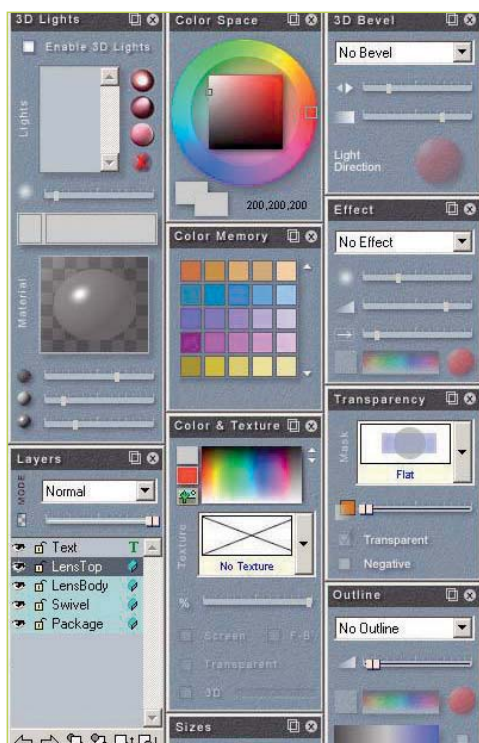 3D Lights
Enable 3D Lights
Lights
Material
Layers
MODE
Normal
Text T
LensTop
LensBody
Swivel
Package
Color Space
200,200,200
Color Memory
Color & Texture
Texture
No Texture
%
Screen F-B
Transparent
3D
Sizes
3D Bevel
No Bevel
Light
Direction
Effect
No Effect
Transparency
Mask
Flat
Transparent
Negative
Outline
No Outline